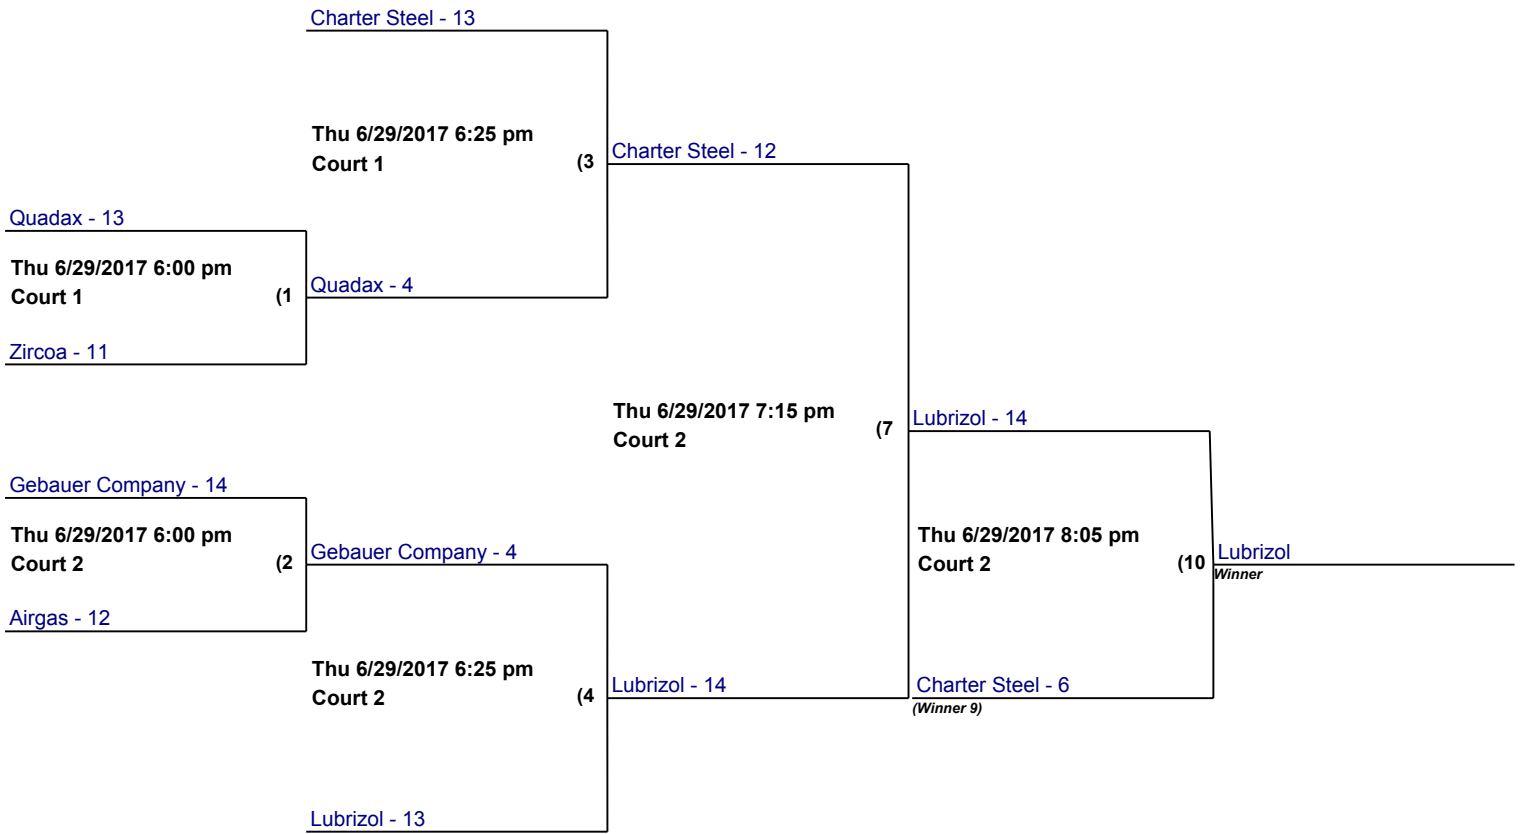 Charter Steel - 13
Thu 6/29/2017 6:25 pm
Court 1
(3
Charter Steel - 12
Quadax - 13
Thu 6/29/2017 6:00 pm
Court 1
(1
Quadax - 4
Zircoa - 11
Thu 6/29/2017 7:15 pm
Court 2
(7
Lubrizol - 14
Gebauer Company - 14
Thu 6/29/2017 6:00 pm
Court 2
(2
Gebauer Company - 4
Airgas - 12
Thu 6/29/2017 8:05 pm
Court 2
(10
Lubrizol
Winner
Thu 6/29/2017 6:25 pm
Court 2
(4
Lubrizol - 14
Charter Steel - 6
(Winner 9)
Lubrizol - 13